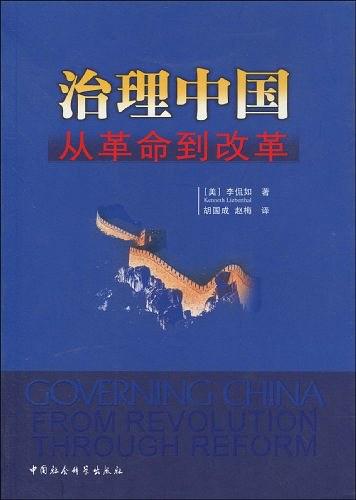 治理中国
从革命到改革
［美］李侃如 著
Kenneth Lieberthal
胡国成 赵梅 译
GOVERNING CHINA
FROM REVOLUTION
THROUGH REFORM
中国社会科学出版社